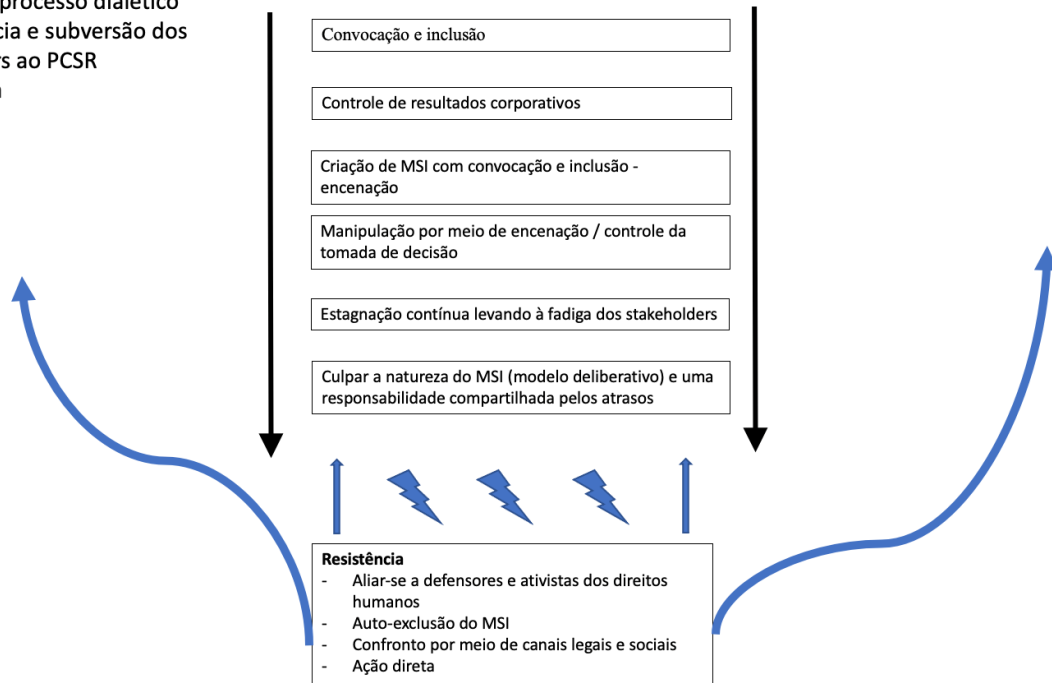 processo dialético
e subversão dos
ao PCSR
Convocação e inclusão
Controle de resultados corporativos
Criação de MSI com convocação e inclusão -
encenação
Manipulação por meio de encenação / controle da
tomada de decisão
Estagnação contínua levando à fadiga dos stakeholders
Culpar a natureza do MSI (modelo deliberativo) e uma
responsabilidade compartilhada pelos atrasos
Resistência
- Aliar-se a defensores e ativistas dos direitos
humanos
- Auto-exclusão do MSI
- Confronto por meio de canais legais e sociais
- Ação direta